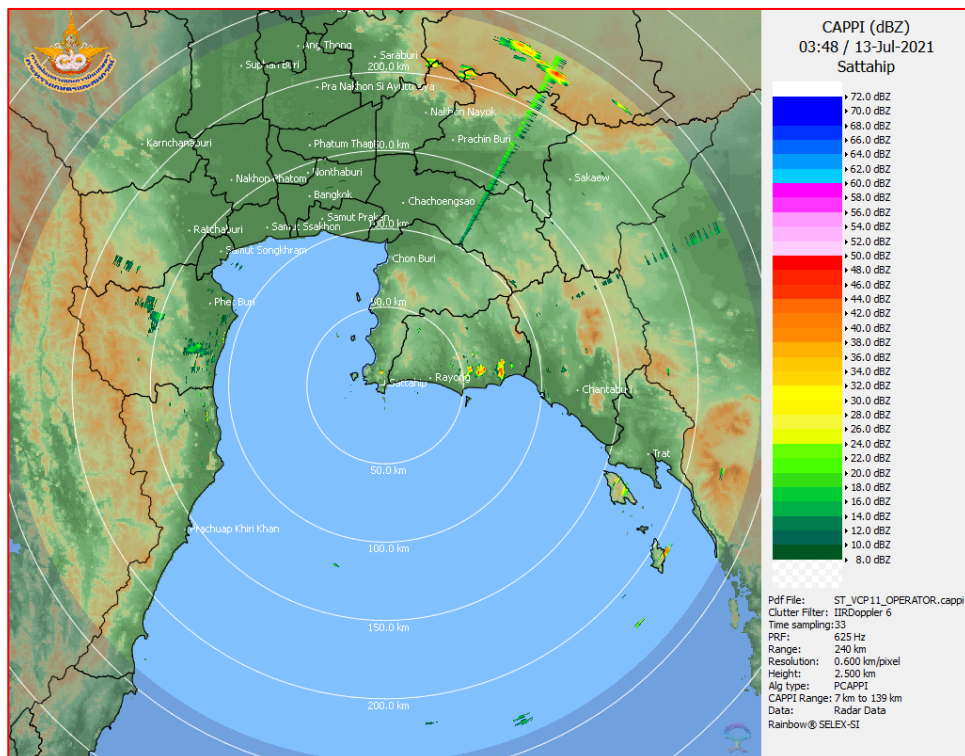 CAPPI (dBZ)
03:48 / 13-Jul-2021
Sattahip
72.0 dBZ
70.0 dBZ
68.0 dBZ
66.0 dBZ
64.0 dBZ
62.0 dBZ
60.0 dBZ
58.0 dBZ
56.0 dBZ
54.0 dBZ
52.0 dBZ
50.0 dBZ
48.0 dBZ
46.0 dBZ
44.0 dBZ
42.0 dBZ
40.0 dBZ
38.0 dBZ
36.0 dBZ
34.0 dBZ
32.0 dBZ
30.0 dBZ
28.0 dBZ
26.0 dBZ
24.0 dBZ
22.0 dBZ
20.0 dBZ
18.0 dBZ
16.0 dBZ
14.0 dBZ
12.0 dBZ
10.0 dBZ
8.0 dBZ
Pdf File: ST_VCP11_OPERATOR.cappi
Clutter Filter: IIRDoppler 6
Time sampling:33
PRF: 625 Hz
Range: 240 km
Resolution: 0.600 km/pixel
Height: 2.500 km
Alg type: PCAPPI
CAPPI Range: 7 km to 139 km
Data: Radar Data
Rainbow® SELEX-SI
Ang Thong
Saraburi
Suphan Buri
200.0 km
Pra Nakhon Si Ayutthaya
Nakhon Nayok
Karnchanaburi
Phatum Thani
Prachin Buri
Nonthaburi
Nakhon Phatom
Sakaew
Bangkok
Chachoengsao
Samut Prakan
Ratchaburi
Samut Ssakhon
100.0 km
Samut Songkhram
Chon Buri
Phet Buri
50.0 km
Rayong
Sattahip
Chantaburi
Trat
50.0 km
Prachuap Khiri Khan
100.0 km
150.0 km
200.0 km